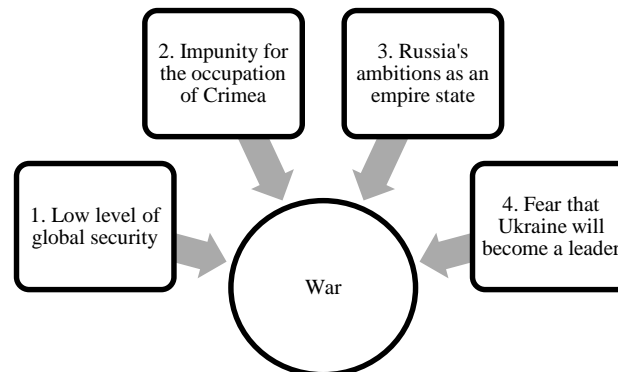 2. Impunity for
the occupation
of Crimea
3. Russia's
ambitions as an
empire state
1. Low level of
global security
4. Fear that
Ukraine will
become a leader
War